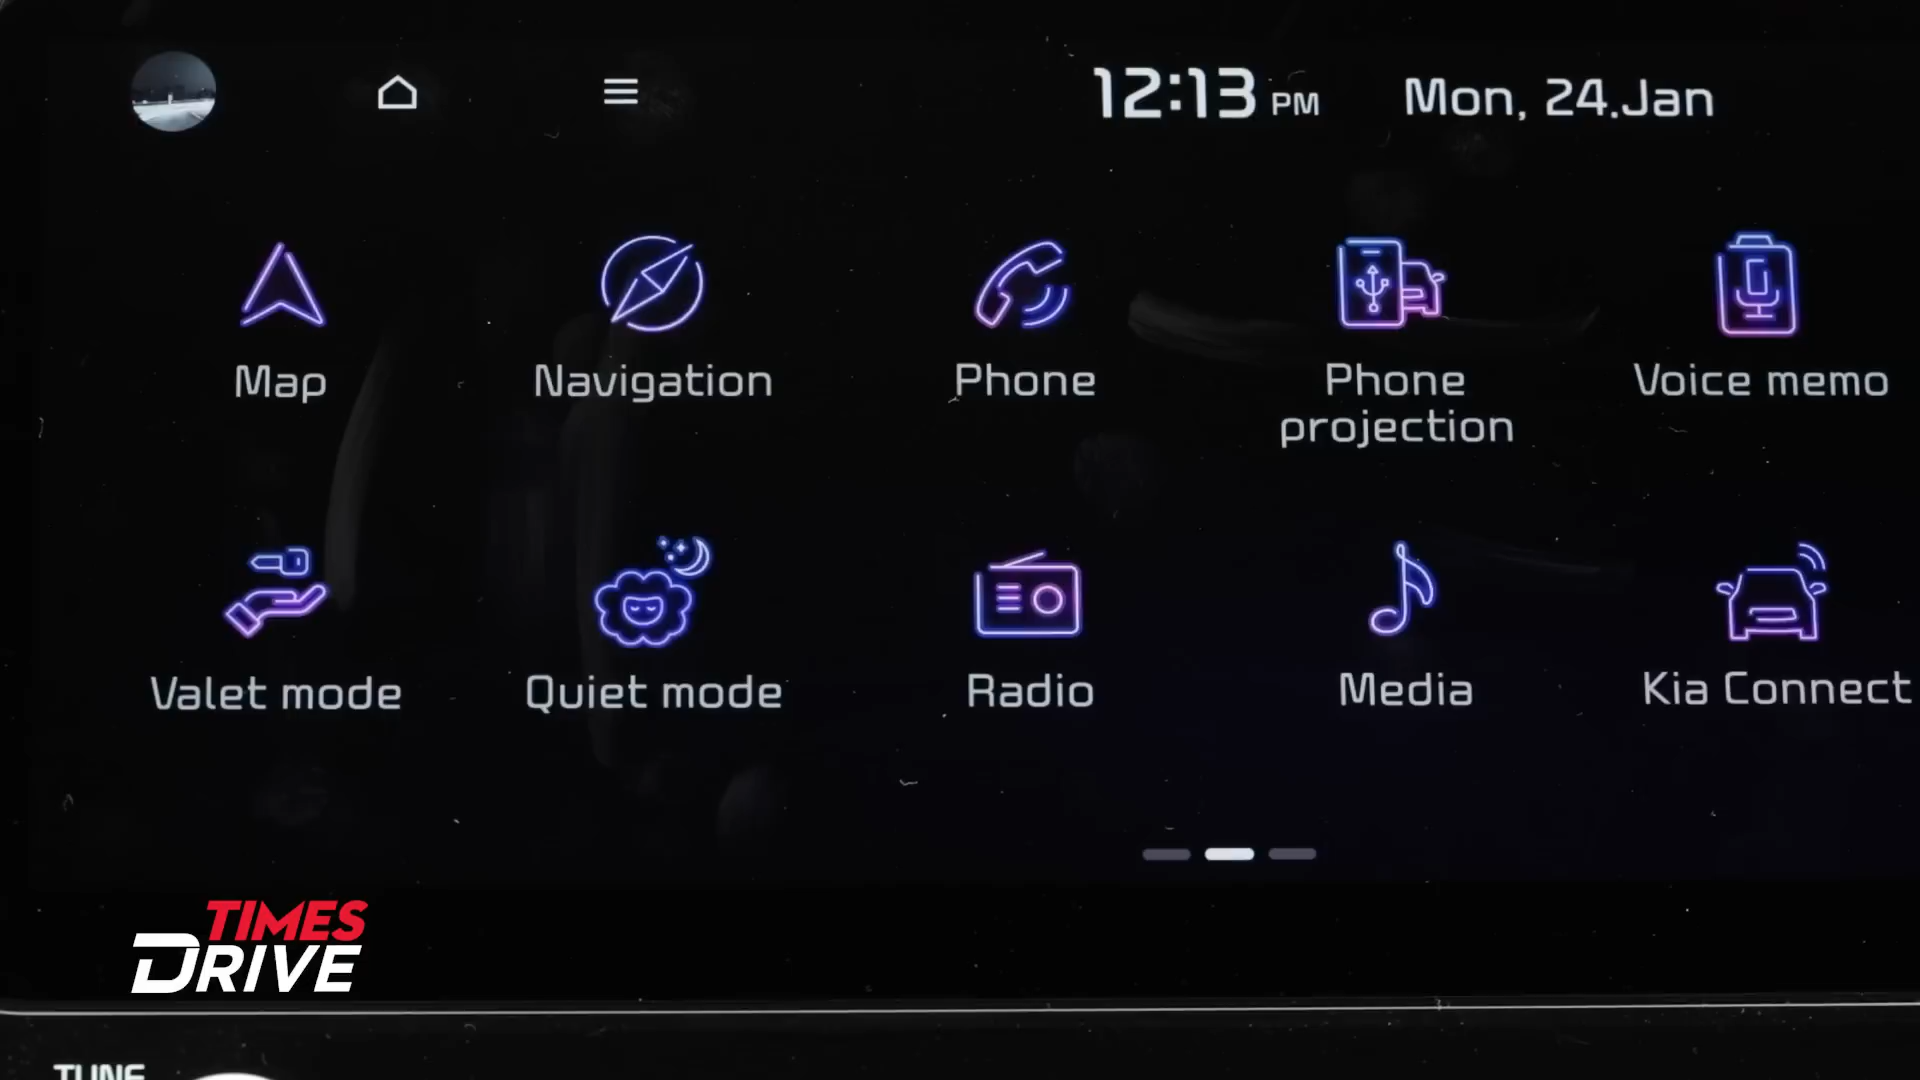 12:13 PM Mon, 24.Jan
Map Navigation Phone Phone projection Voice memo
Valet mode Quiet mode Radio Media Kia Connect
TIMES
DRIVE
TUNE